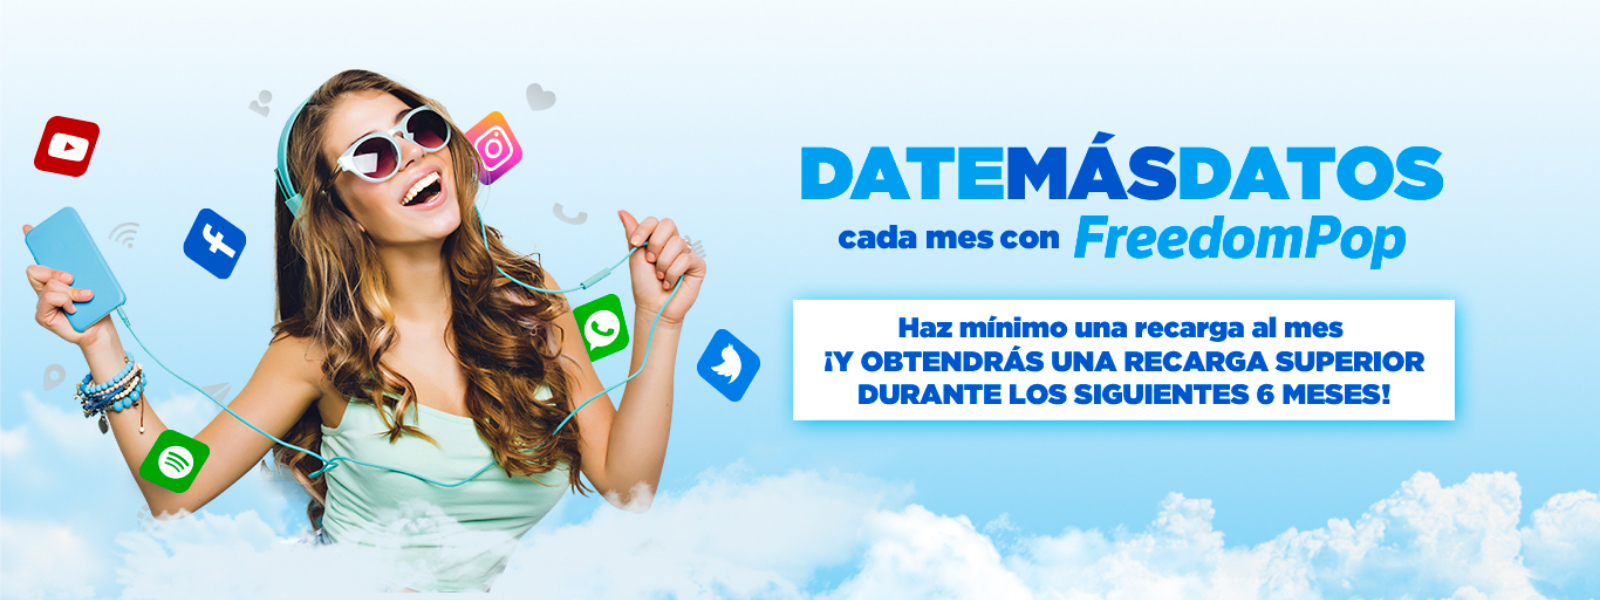 DATEMÁSDATOS
cada mes con FreedomPop
Haz mínimo una recarga al mes
¡Y OBTENDRÁS UNA RECARGA SUPERIOR
DURANTE LOS SIGUIENTES 6 MESES!